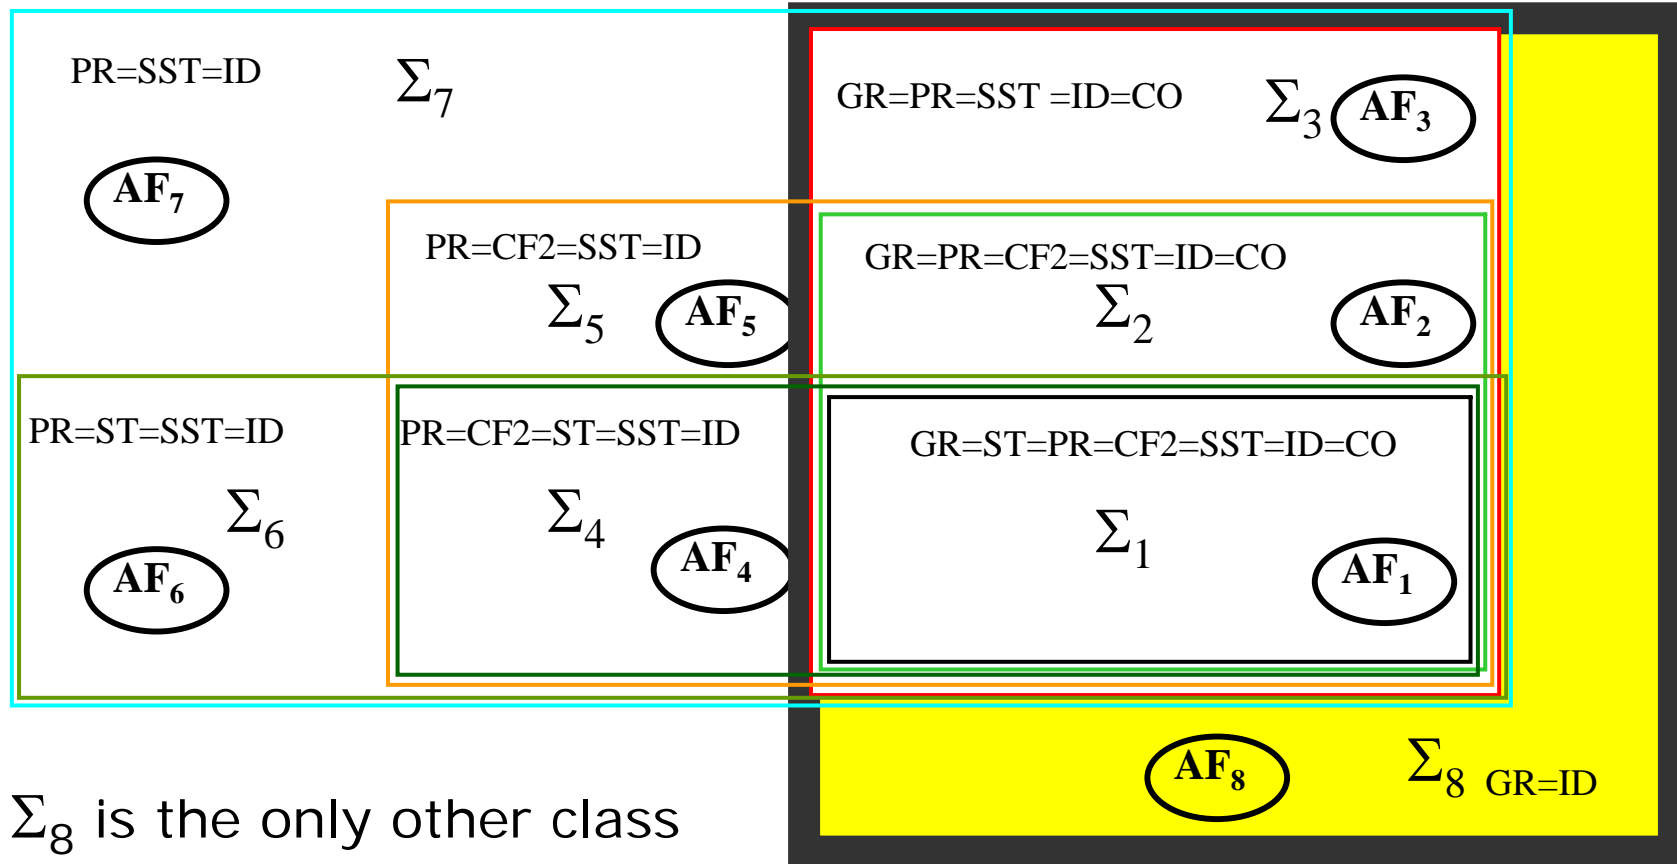 PR=SST=ID
Σ7
AF7
GR=PR=SST =ID=CO
Σ3
AF3
PR=CF2=SST=ID
Σ5
AF5
GR=PR=CF2=SST=ID=CO
Σ2
AF2
PR=ST=SST=ID
Σ6
AF6
PR=CF2=ST=SST=ID
Σ4
AF4
GR=ST=PR=CF2=SST=ID=CO
Σ1
AF1
AF8
Σ8 GR=ID
Σ8 is the only other class